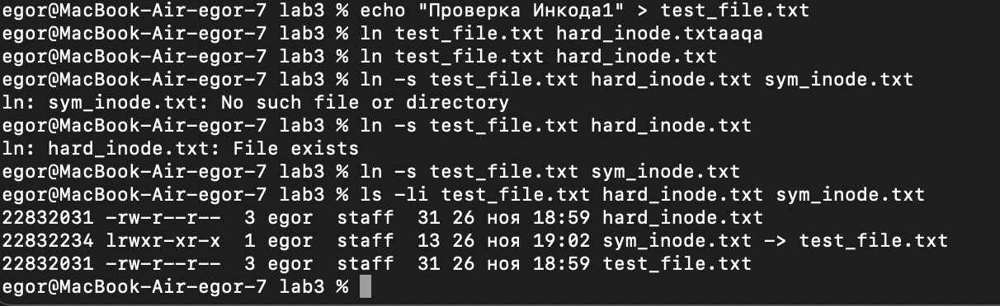 egor@MacBook-Air-egor-7 lab3 % echo "Проверка Инкода1" > test_file.txt
egor@MacBook-Air-egor-7 lab3 % ln test_file.txt hard_inode.txtaaqa
egor@MacBook-Air-egor-7 lab3 % ln test_file.txt hard_inode.txt
egor@MacBook-Air-egor-7 lab3 % ln -s test_file.txt hard_inode.txt sym_inode.txt
ln: sym_inode.txt: No such file or directory
egor@MacBook-Air-egor-7 lab3 % ln -s test_file.txt hard_inode.txt
ln: hard_inode.txt: File exists
egor@MacBook-Air-egor-7 lab3 % ln -s test_file.txt sym_inode.txt
egor@MacBook-Air-egor-7 lab3 % ls -li test_file.txt hard_inode.txt sym_inode.txt
22832031 -rw-r--r--  3 egor  staff  31 26 ноя 18:59 hard_inode.txt
22832234 lrwxr-xr-x  1 egor  staff  13 26 ноя 19:02 sym_inode.txt -> test_file.txt
22832031 -rw-r--r--  3 egor  staff  31 26 ноя 18:59 test_file.txt
egor@MacBook-Air-egor-7 lab3 %